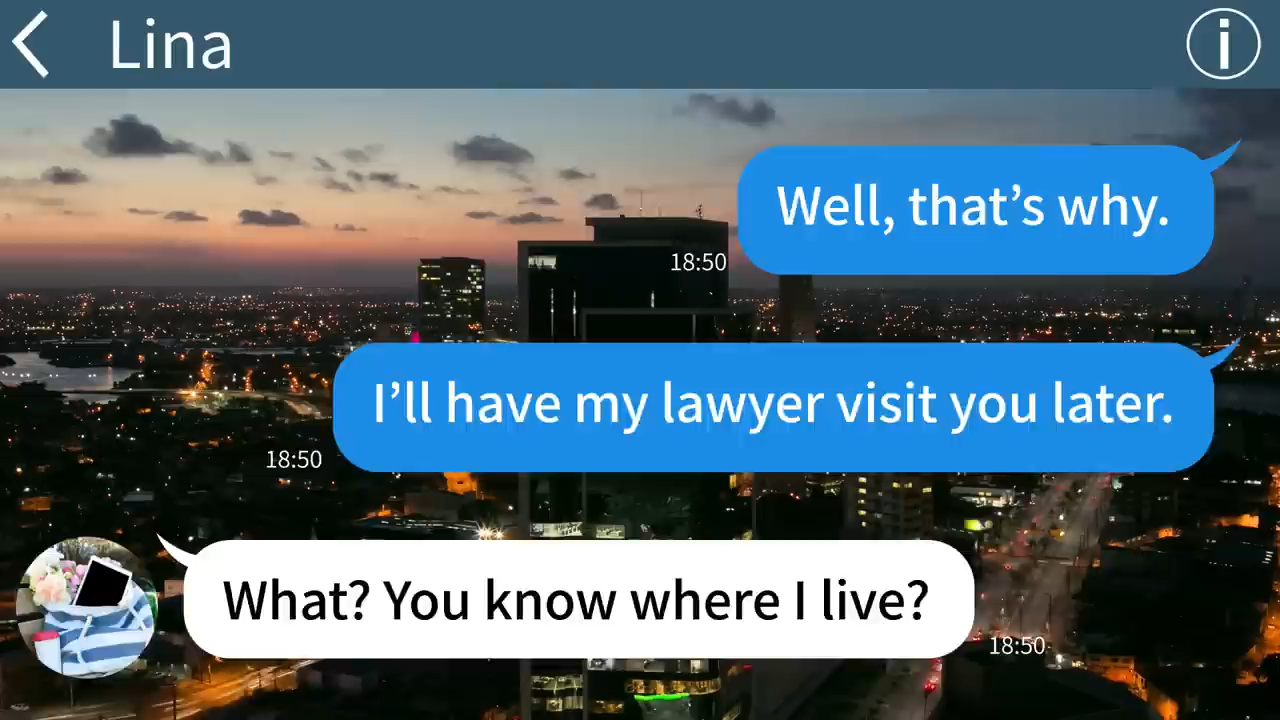 Lina
Well, that’s why.
18:50
I’ll have my lawyer visit you later.
18:50
What? You know where I live?
18:50